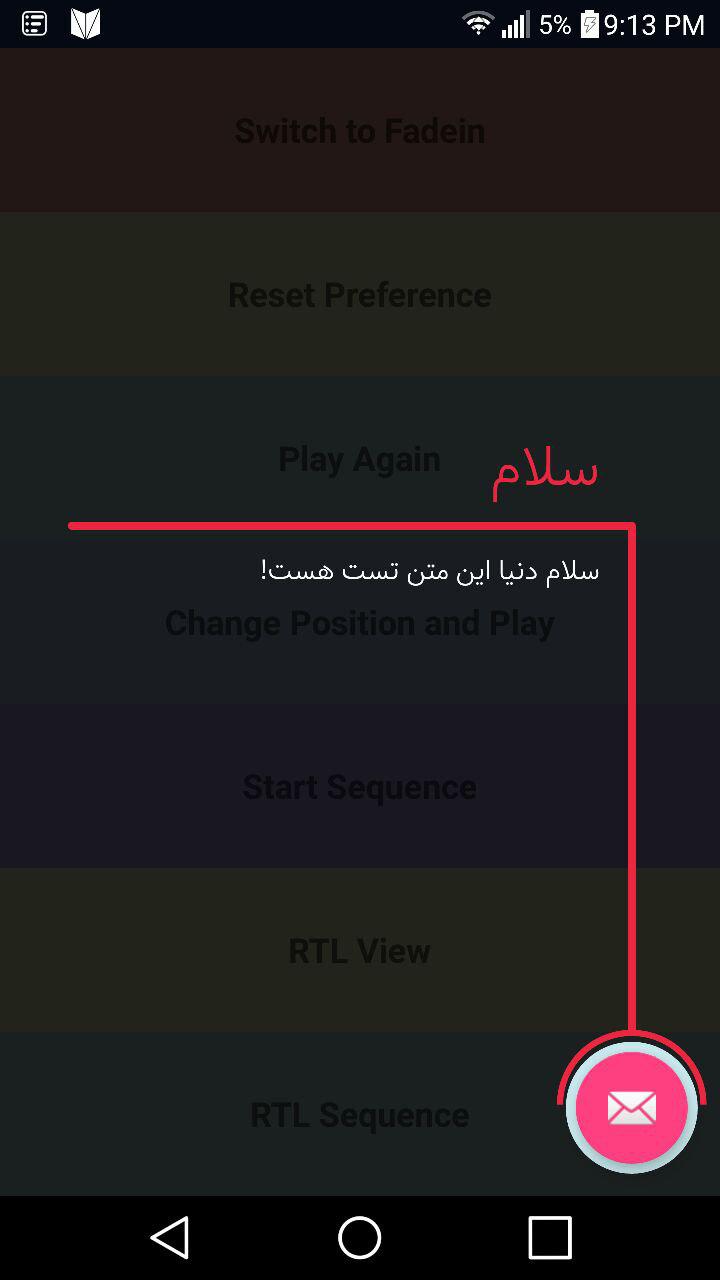 5% 9:13 PM
Switch to Fadein
Reset Preference
Play Again
سلام
سلام دنیا این متن تست هست!
Change Position and Play
Start Sequence
RTL View
RTL Sequence